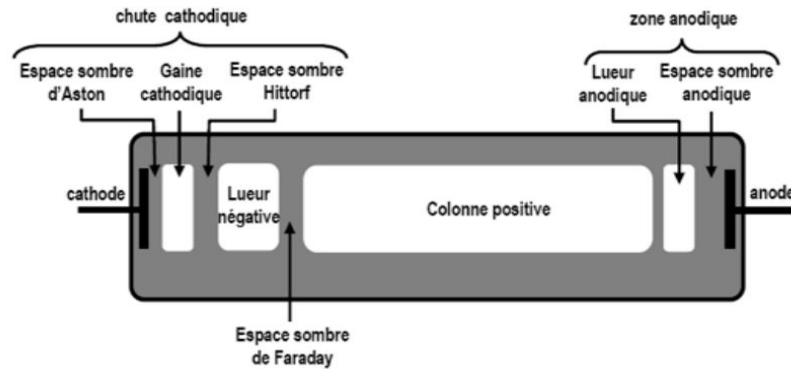 chute cathodique
zone anodique
Espace sombre
d'Aston
Gaine
cathodique
Espace sombre
Hittorf
Lueur
anodique
Espace sombre
anodique
cathode
Lueur
négative
Colonne positive
anode
Espace sombre
de Faraday